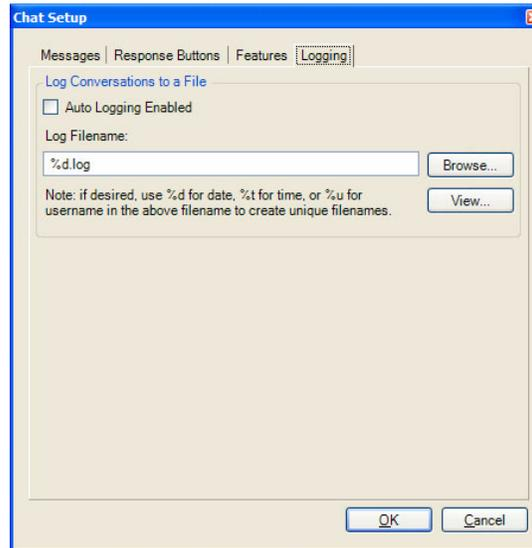 Chat Setup
Messages Response Buttons Features Logging
Log Conversations to a File
Auto Logging Enabled
Log Filename:
%d.log Browse...
Note: if desired, use %d for date, %t for time, or %u for View...
username in the above filename to create unique filenames.
OK Cancel